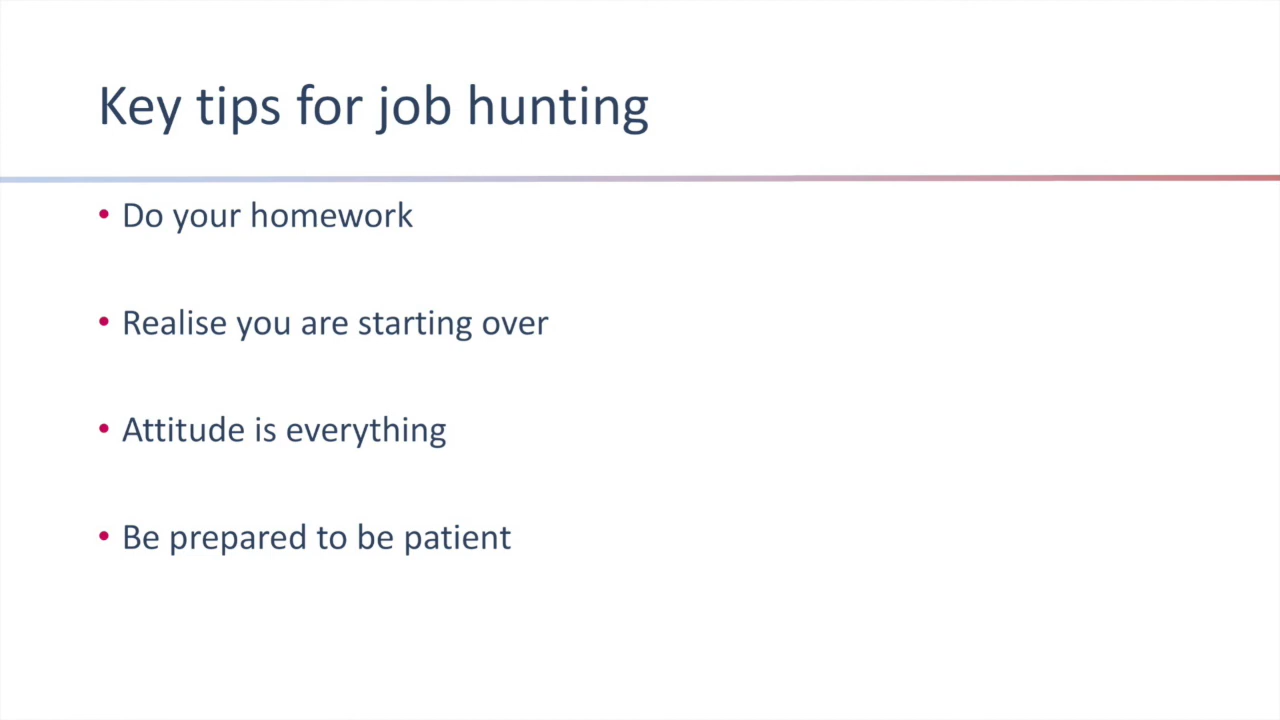 Key tips for job hunting
• Do your homework
• Realise you are starting over
• Attitude is everything
• Be prepared to be patient